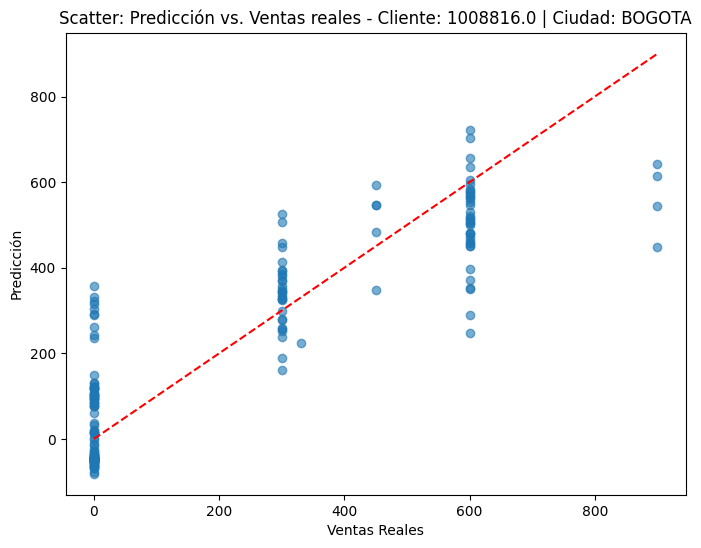 Scatter: Predicción vs. Ventas reales - Cliente: 1008816.0 | Ciudad: BOGOTA
Predicción
800
600
400
200
0
0 200 400 600 800
Ventas Reales